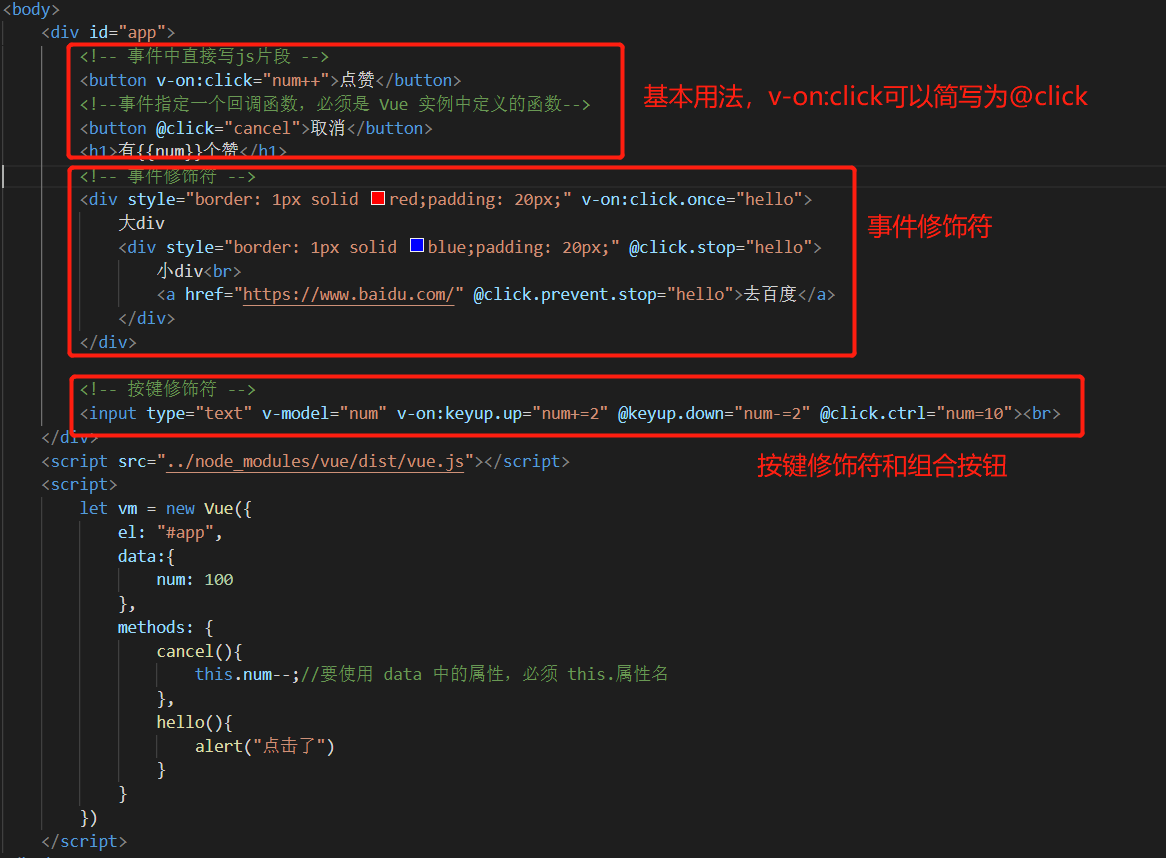 <body>
<div id="app">
<!-- 事件中直接写js片段 -->
<button v-on:click="num++">点赞</button>
<!--事件指定一个回调函数，必须是 Vue 实例中定义的函数-->
基本用法，v-on:click可以简写为@click
<button @click="cancel">取消</button>
<h1>有{{num}}个赞</h1>
<!-- 事件修饰符 -->
<div style="border: 1px solid red;padding: 20px;" v-on:click.once="hello">
大div
事件修饰符
<div style="border: 1px solid blue;padding: 20px;" @click.stop="hello">
小div<br>
<a href="https://www.baidu.com/" @click.prevent.stop="hello">去百度</a>
</div>
</div>
<!-- 按键修饰符 -->
<input type="text" v-model="num" v-on:keyup.up="num+=2" @keyup.down="num-=2" @click.ctrl="num=10"><br>
</div>
<script src="../node_modules/vue/dist/vue.js"></script>
按键修饰符和组合按钮
<script>
let vm = new Vue({
el: "#app",
data:{
num: 100
},
methods: {
cancel(){
this.num--;//要使用 data 中的属性，必须 this.属性名
},
hello(){
alert("点击了")
}
}
})
</script>